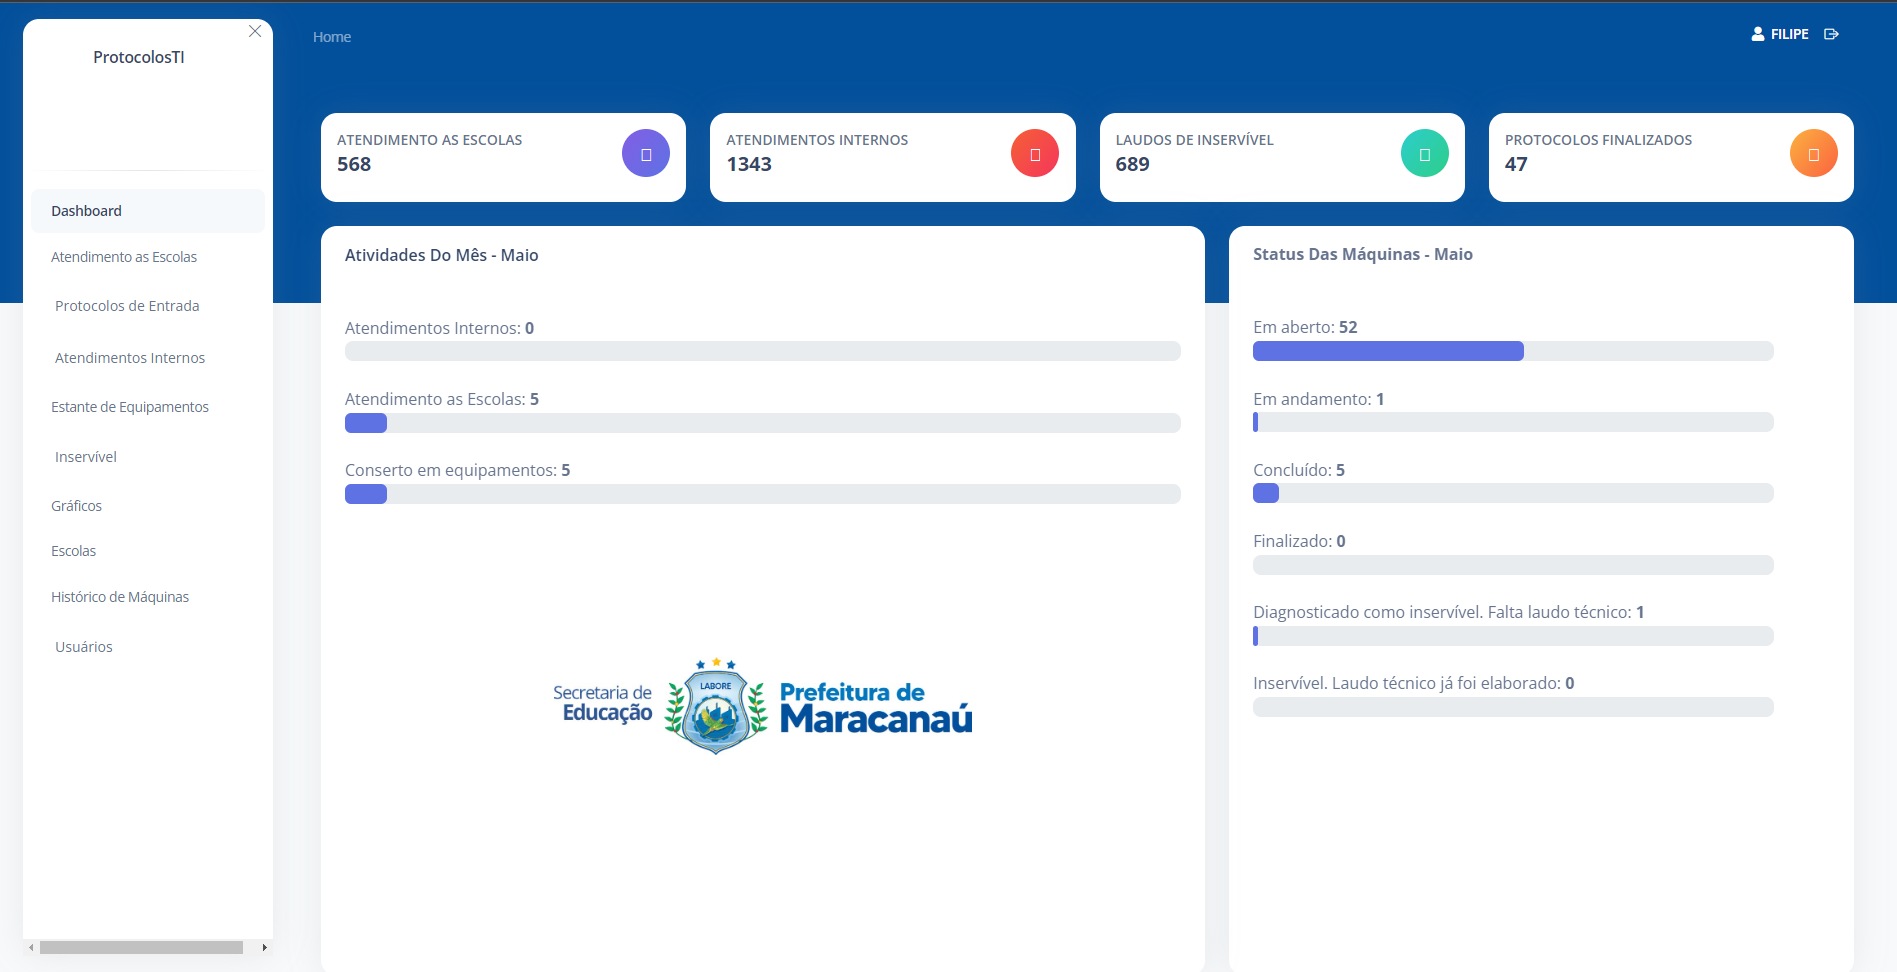 ProtocolosTI
Dashboard
Atendimento as Escolas
Protocolos de Entrada
Atendimentos Internos
Estante de Equipamentos
Inservível
Gráficos
Escolas
Histórico de Máquinas
Usuários
Home
FILIPE
ATENDIMENTO AS ESCOLAS
568
ATENDIMENTOS INTERNOS
1343
LAUDOS DE INSERVÍVEL
689
PROTOCOLOS FINALIZADOS
47
Atividades Do Mês - Maio
Atendimentos Internos: 0
Atendimento as Escolas: 5
Conserto em equipamentos: 5
Secretaria de
Educação
LABORE
Prefeitura de
Maracanaú
Status Das Máquinas - Maio
Em aberto: 52
Em andamento: 1
Concluído: 5
Finalizado: 0
Diagnosticado como inservível. Falta laudo técnico: 1
Inservível. Laudo técnico já foi elaborado: 0